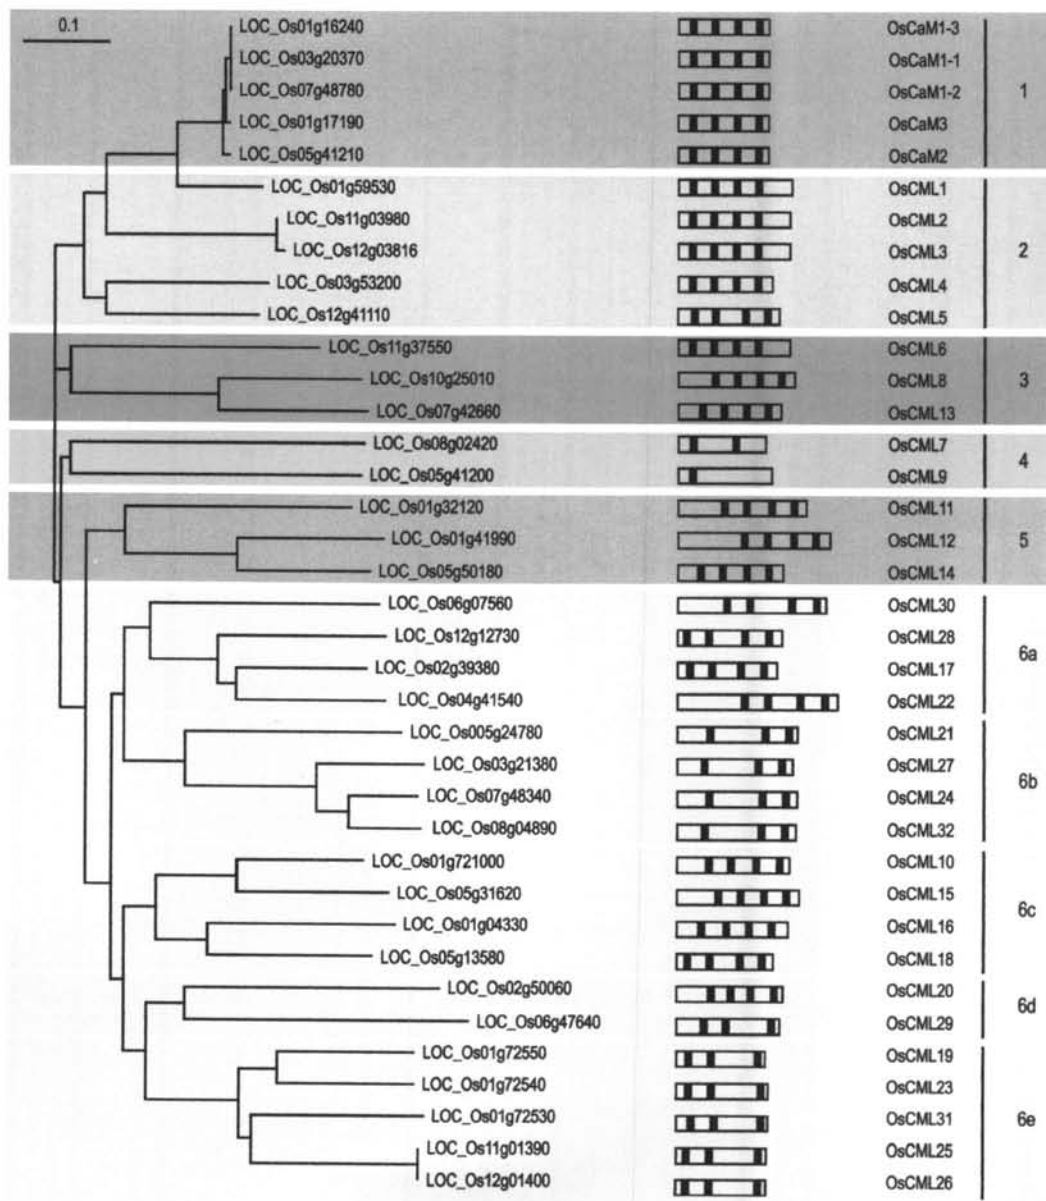 0.1
LOC_Os01g16240 OsCaM1-3
LOC_Os03g20370 OsCaM1-1
LOC_Os07g48780 OsCaM1-2 1
LOC_Os01g17190 OsCaM3
LOC_Os05g41210 OsCaM2
LOC_Os01g59530 OsCML1
LOC_Os11g03980 OsCML2
LOC_Os12g03816 OsCML3 2
LOC_Os03g53200 OsCML4
LOC_Os12g41110 OsCML5
LOC_Os11g37550 OsCML6
LOC_Os10g25010 OsCML8 3
LOC_Os07g42660 OsCML13
LOC_Os08g02420 OsCML7
4
LOC_Os05g41200 OsCML9
LOC_Os01g32120 OsCML11
LOC_Os01g41990 OsCML12 5
LOC_Os05g50180 OsCML14
LOC_Os06g07560 OsCML30
LOC_Os12g12730 OsCML28
6a
LOC_Os02g39380 OsCML17
LOC_Os04g41540 OsCML22
LOC_Os005g24780 OsCML21
LOC_Os03g21380 OsCML27
6b
LOC_Os07g48340 OsCML24
LOC_Os08g04890 OsCML32
LOC_Os01g721000 OsCML10
LOC_Os05g31620 OsCML15
6c
LOC_Os01g04330 OsCML16
LOC_Os05g13580 OsCML18
LOC_Os02g50060 OsCML20
6d
LOC_Os06g47640 OsCML29
LOC_Os01g72550 OsCML19
LOC_Os01g72540 OsCML23
LOC_Os01g72530 OsCML31 6e
LOC_Os11g01390 OsCML25
LOC_Os12g01400 OsCML26